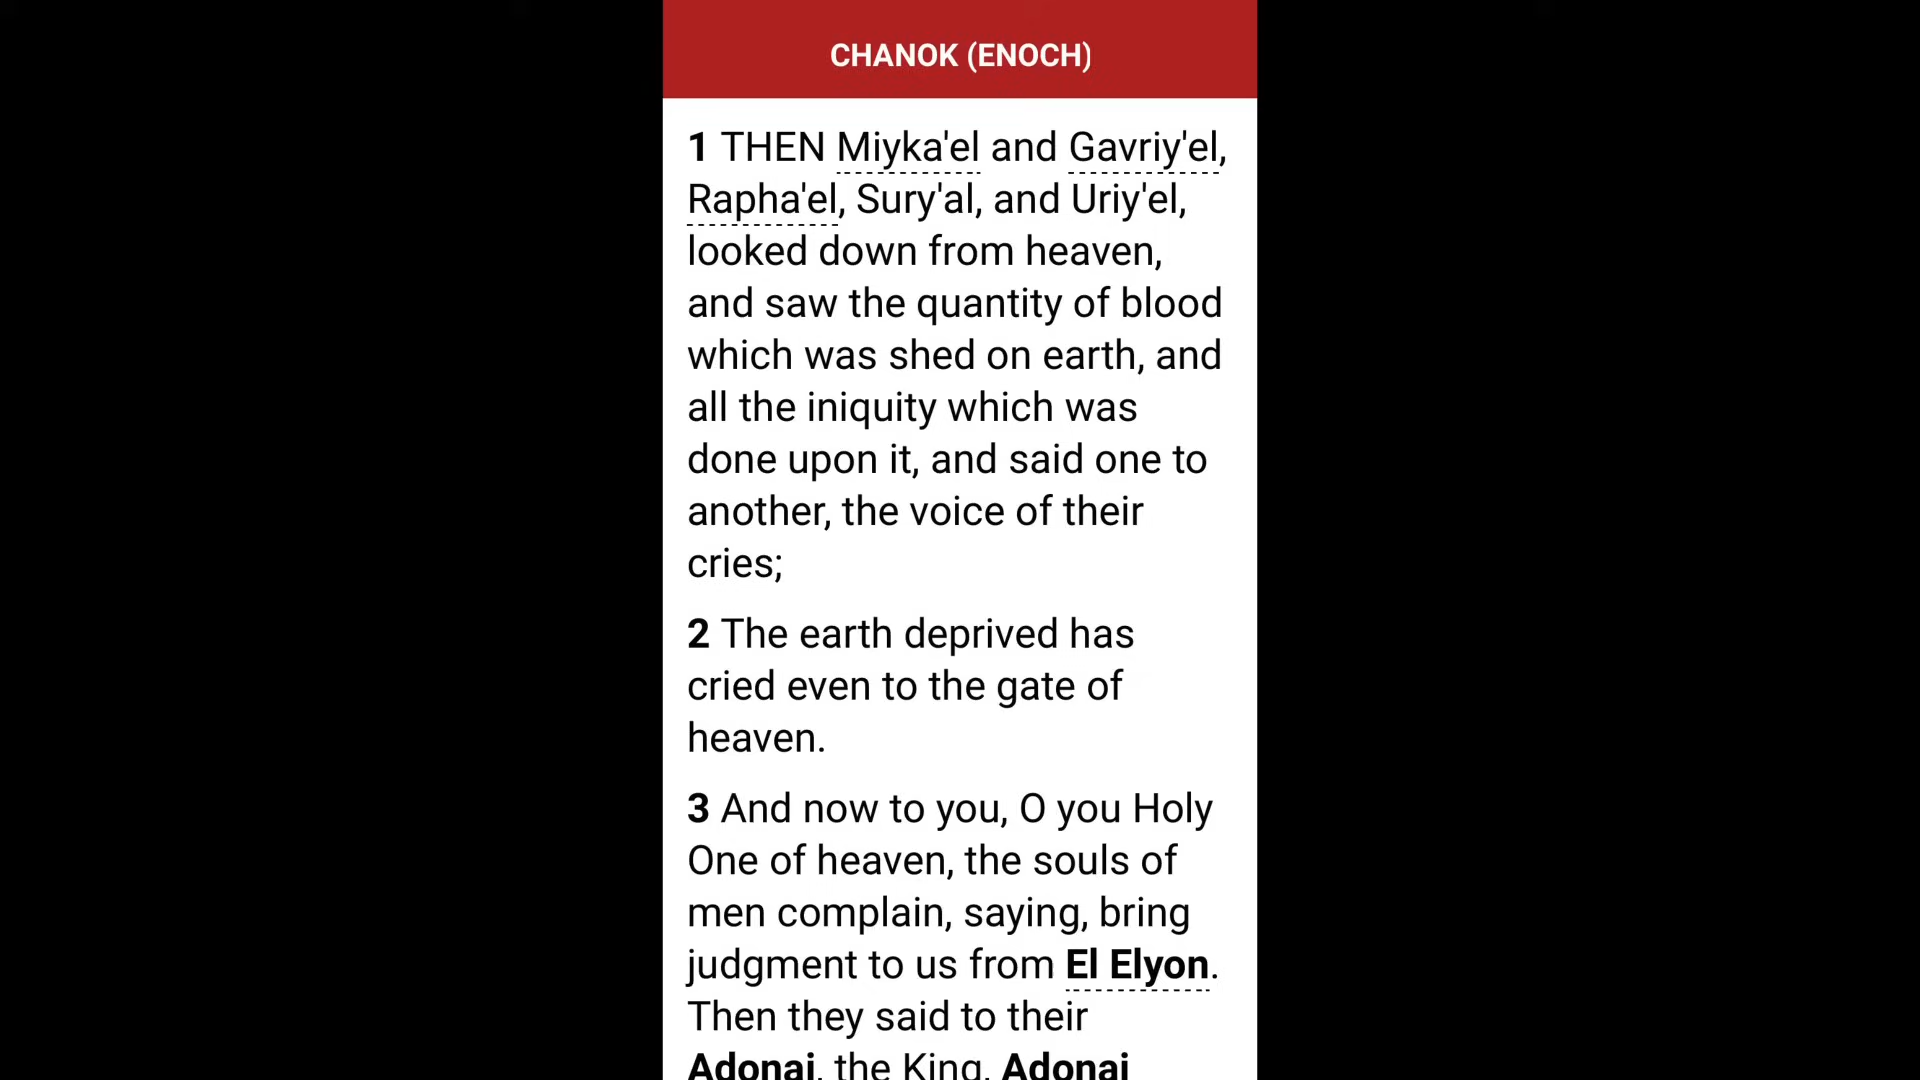 CHANOK (ENOCH)
1 THEN Miyka'el and Gavriy'el,
Rapha'el, Sury'al, and Uriy'el,
looked down from heaven,
and saw the quantity of blood
which was shed on earth, and
all the iniquity which was
done upon it, and said one to
another, the voice of their
cries;
2 The earth deprived has
cried even to the gate of
heaven.
3 And now to you, O you Holy
One of heaven, the souls of
men complain, saying, bring
judgment to us from El Elyon.
Then they said to their
Adonai, the King, Adonai